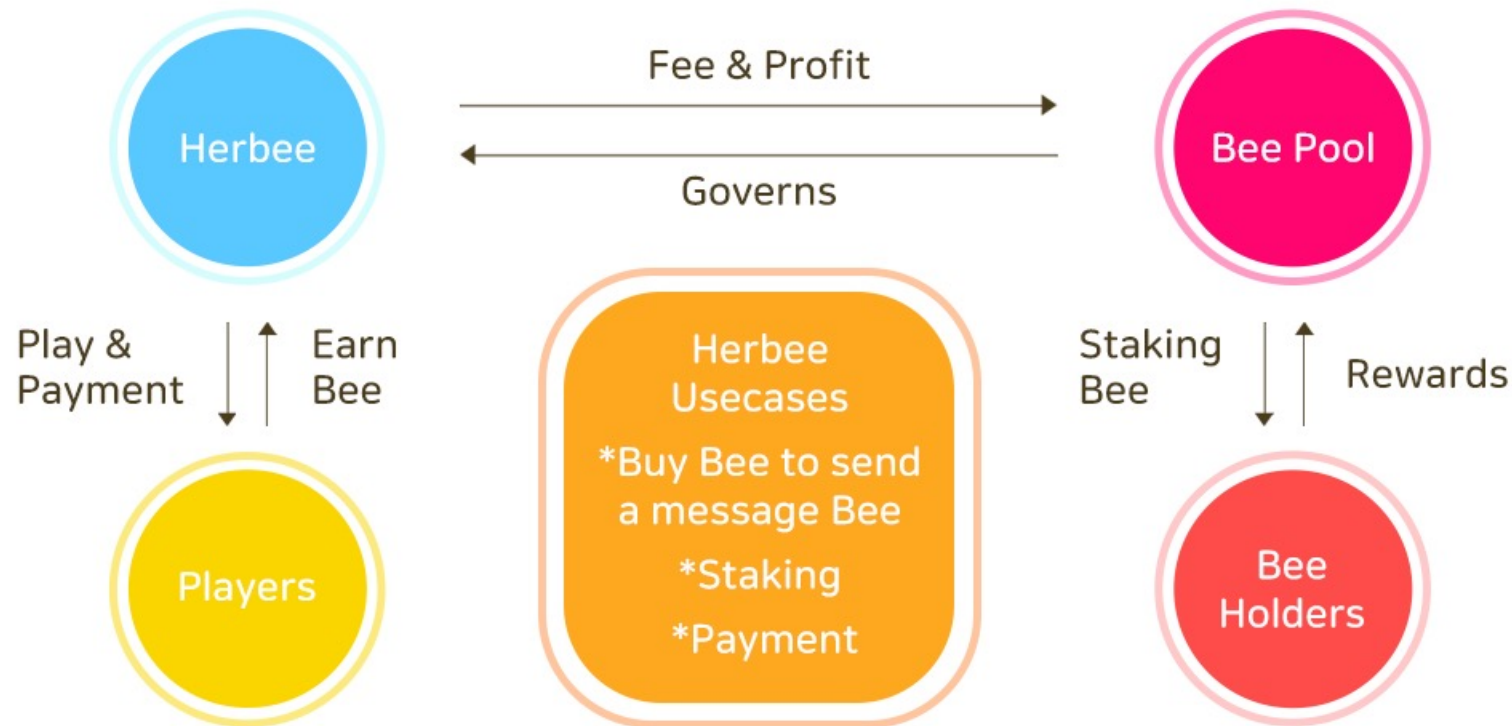 Fee & Profit
Herbee
Bee Pool
Governs
Play &
Payment
Earn
Bee
Herbee
Usecases
*Buy Bee to send
a message Bee
*Staking
*Payment
Staking
Bee
Rewards
Players
Bee
Holders